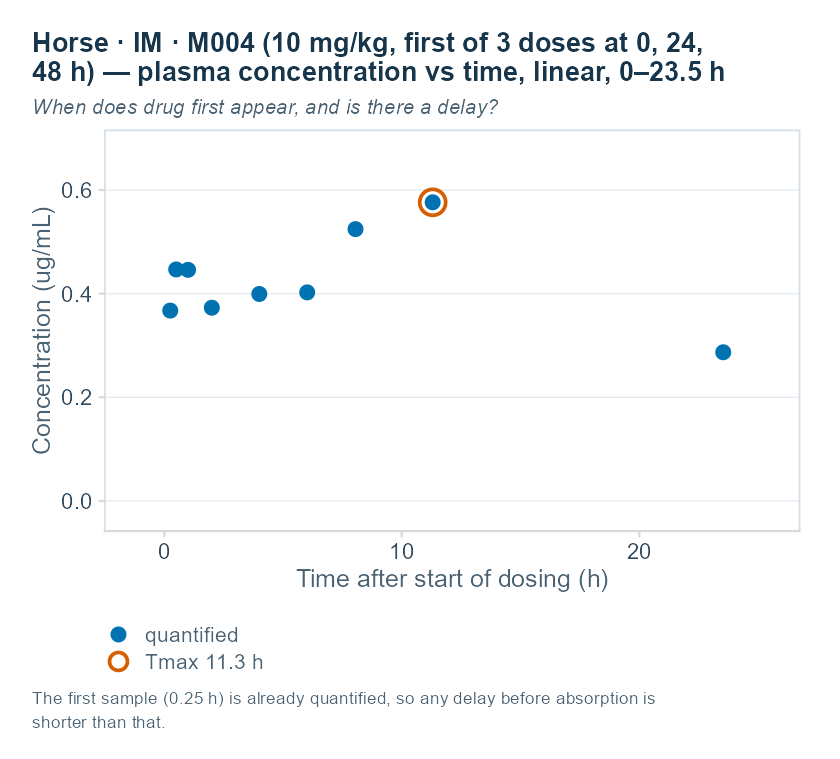 Horse · IM · M004 (10 mg/kg, first of 3 doses at 0, 24,
48 h) — plasma concentration vs time, linear, 0–23.5 h
When does drug first appear, and is there a delay?
Concentration (ug/mL)
0.6
0.4
0.2
0.0
0
10
20
Time after start of dosing (h)
quantified
Tmax 11.3 h
The first sample (0.25 h) is already quantified, so any delay before absorption is
shorter than that.